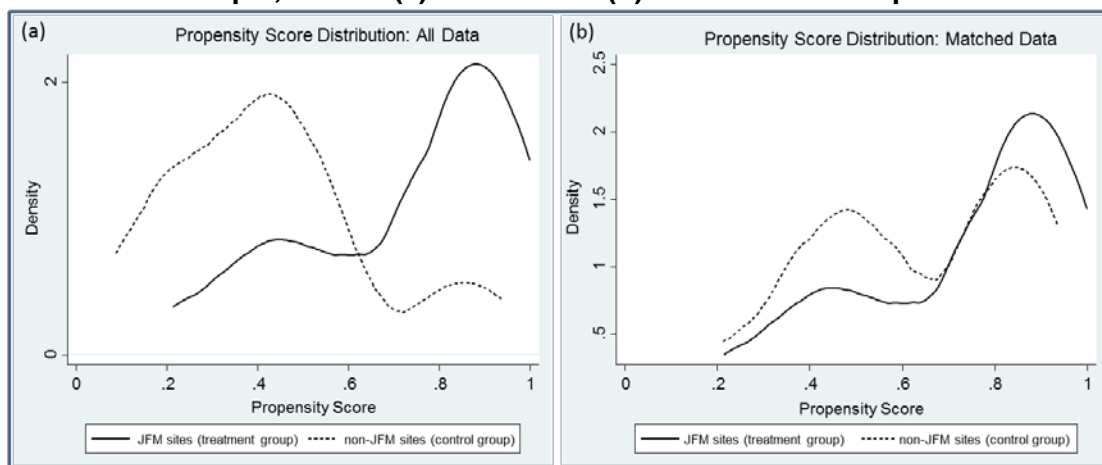 (a) (b)
(a) Propensity Score Distribution: All Data
2
Density
0
0 .2 .4 .6 .8 1
Propensity Score
JFM sites (treatment group) non-JFM sites (control group)
(b) Propensity Score Distribution: Matched Data
2.5
2
1.5
Density
1
.5
0 .2 .4 .6 .8 1
Propensity Score
JFM sites (treatment group) non-JFM sites (control group)